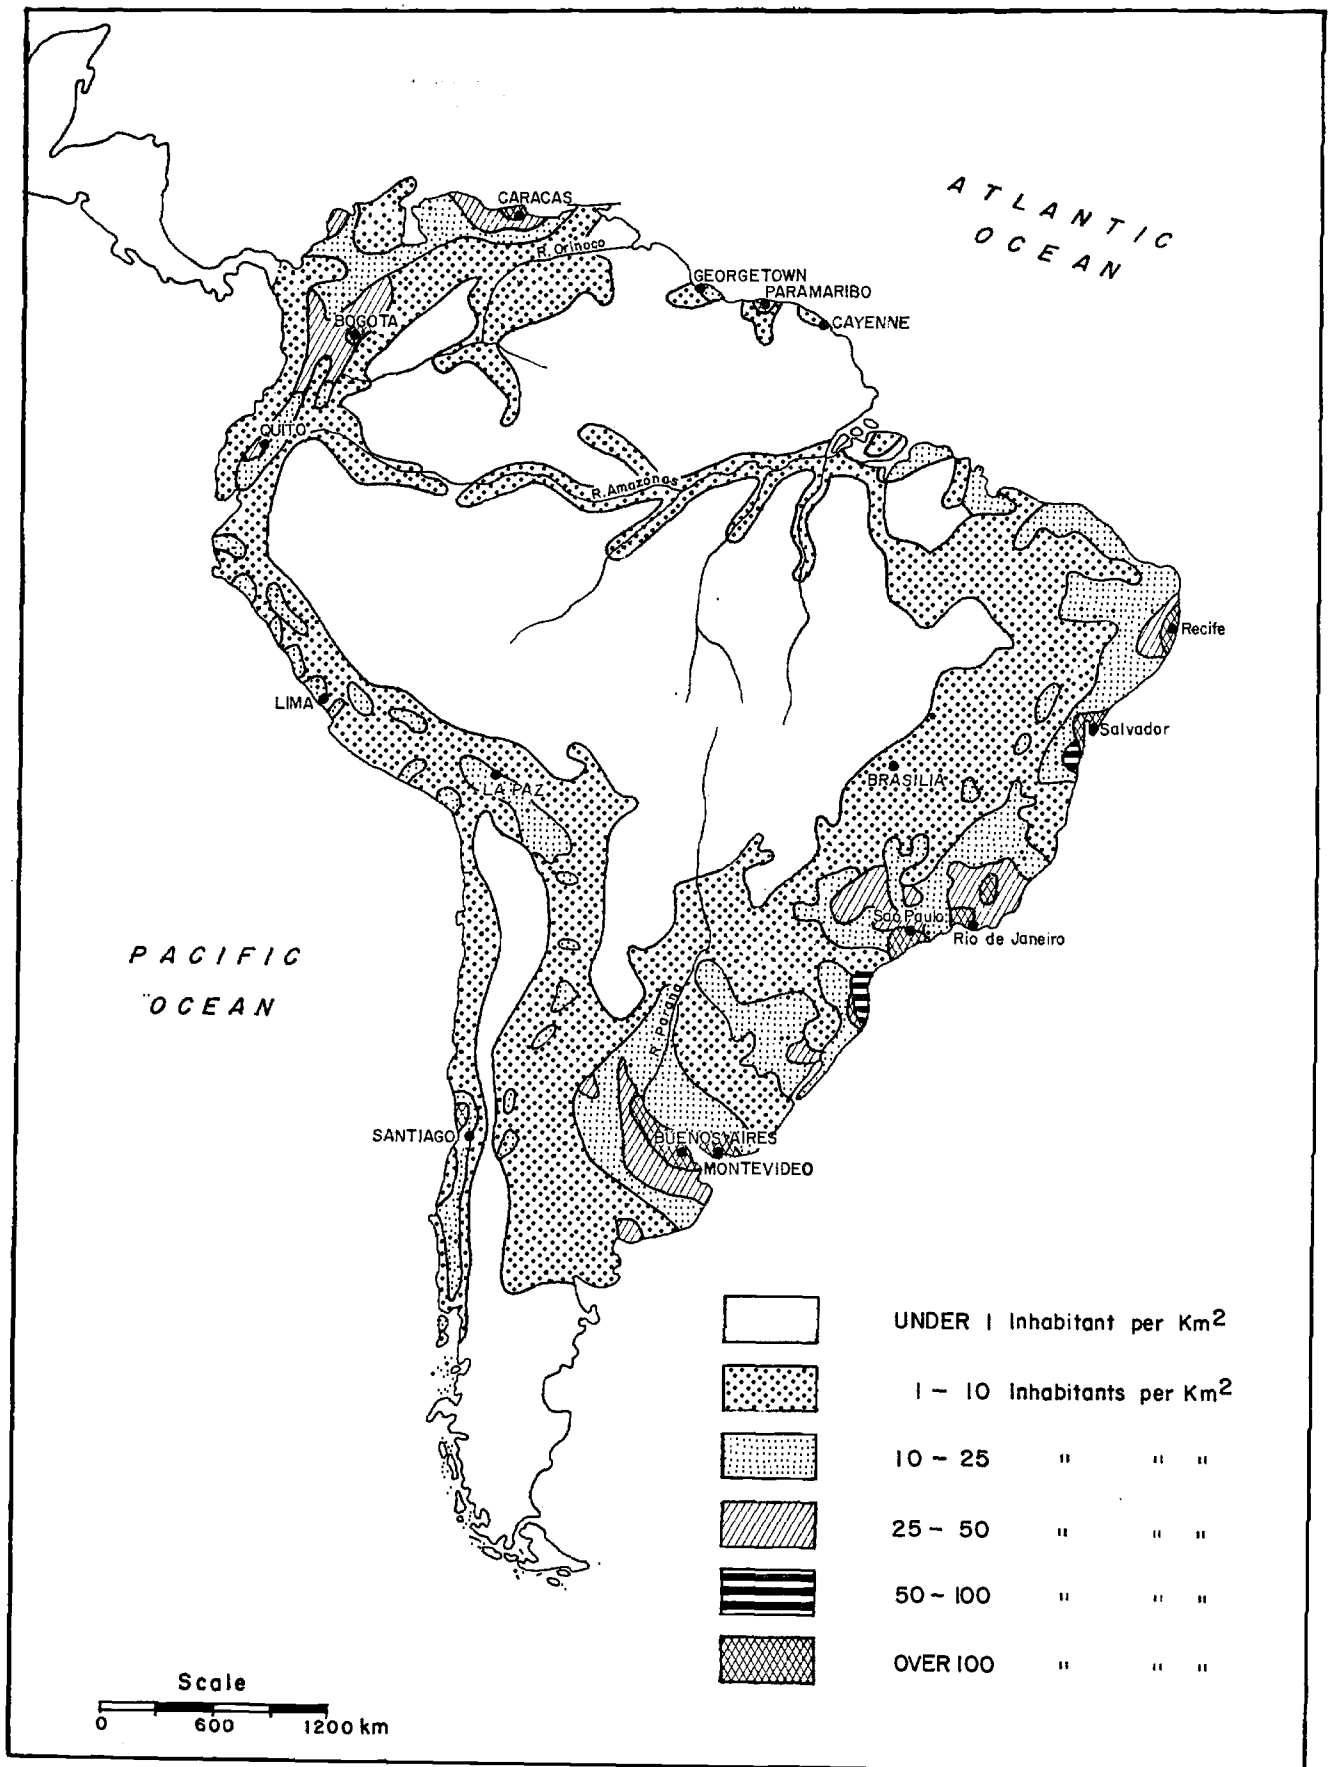 ATLANTIC
OCEAN
CARACAS
R. Orinoco
GEORGETOWN
PARAMARIBO
CAYENNE
BOGOTA
QUITO
R. Amazónas
Recife
LIMA
Salvador
BRASILIA
LA PAZ
Sao Paulo
Rio de Janeiro
PACIFIC
OCEAN
R. Paraná
SANTIAGO
BUENOS AIRES
MONTEVIDEO
UNDER 1 Inhabitant per Km2
1 - 10 Inhabitants per Km2
10 - 25 " " "
25 - 50 " " "
50 - 100 " " "
OVER 100 " " "
Scale
0 600 1200 km